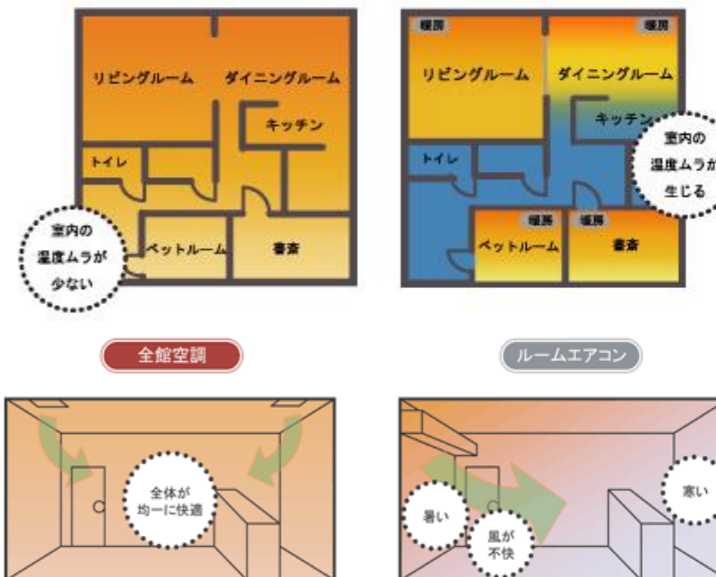 リビングルーム
ダイニングルーム
キッチン
トイレ
ペットルーム
書斎
室内の
温度ムラが
少ない
暖房
暖房
リビングルーム
ダイニングルーム
キッチン
トイレ
暖房
暖房
ペットルーム
書斎
室内の
温度ムラが
生じる
全館空調
ルームエアコン
全体が
均一に快適
暑い
風が
不快
寒い